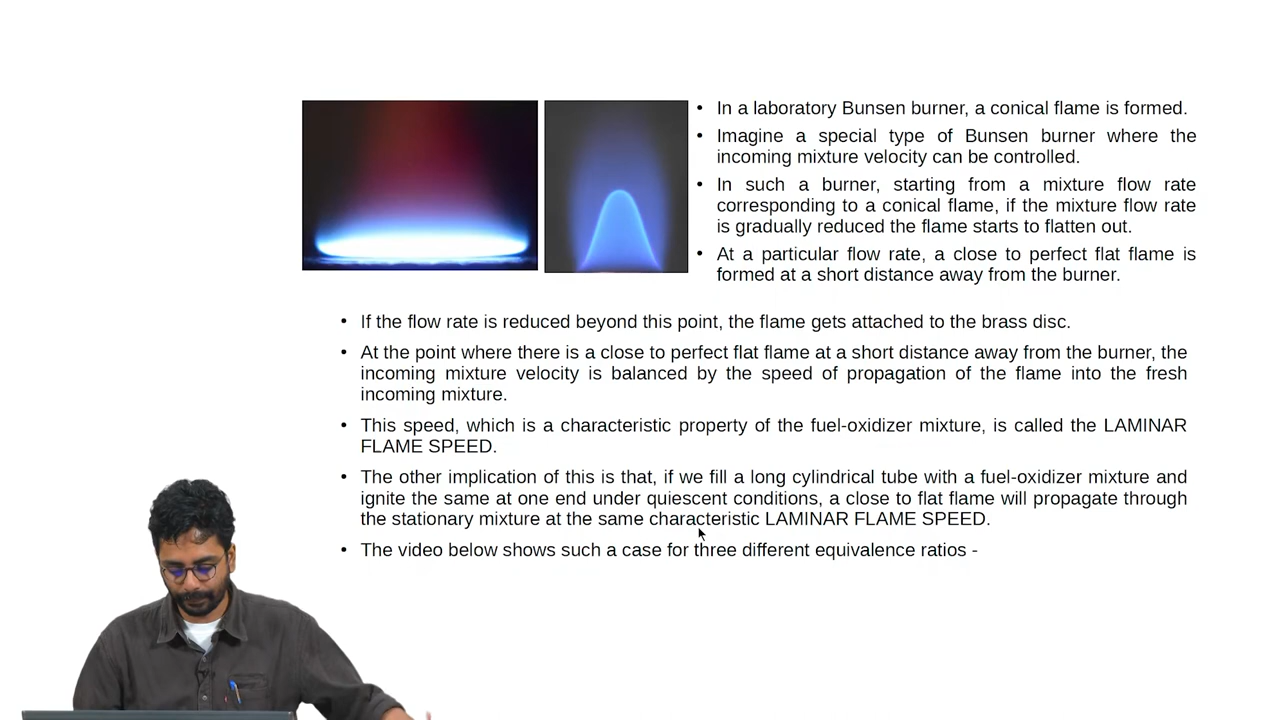 • In a laboratory Bunsen burner, a conical flame is formed.
• Imagine a special type of Bunsen burner where the
incoming mixture velocity can be controlled.
• In such a burner, starting from a mixture flow rate
corresponding to a conical flame, if the mixture flow rate
is gradually reduced the flame starts to flatten out.
• At a particular flow rate, a close to perfect flat flame is
formed at a short distance away from the burner.
• If the flow rate is reduced beyond this point, the flame gets attached to the brass disc.
• At the point where there is a close to perfect flat flame at a short distance away from the burner, the
incoming mixture velocity is balanced by the speed of propagation of the flame into the fresh
incoming mixture.
• This speed, which is a characteristic property of the fuel-oxidizer mixture, is called the LAMINAR
FLAME SPEED.
• The other implication of this is that, if we fill a long cylindrical tube with a fuel-oxidizer mixture and
ignite the same at one end under quiescent conditions, a close to flat flame will propagate through
the stationary mixture at the same characteristic LAMINAR FLAME SPEED.
• The video below shows such a case for three different equivalence ratios -